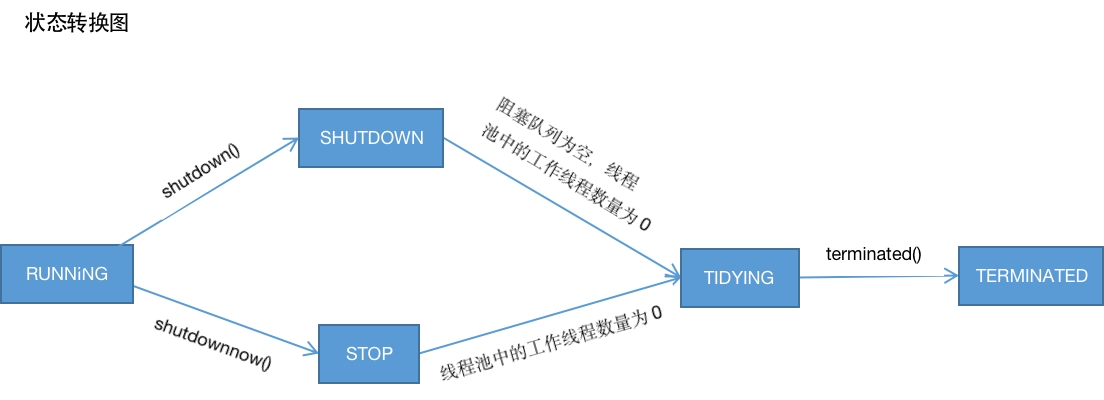 状态转换图
SHUTDOWN
阻塞队列为空，线程
池中的工作线程数量为 0
shutdown()
RUNNiNG
TIDYING
terminated()
TERMINATED
shutdownnow()
STOP
线程池中的工作线程数量为 0